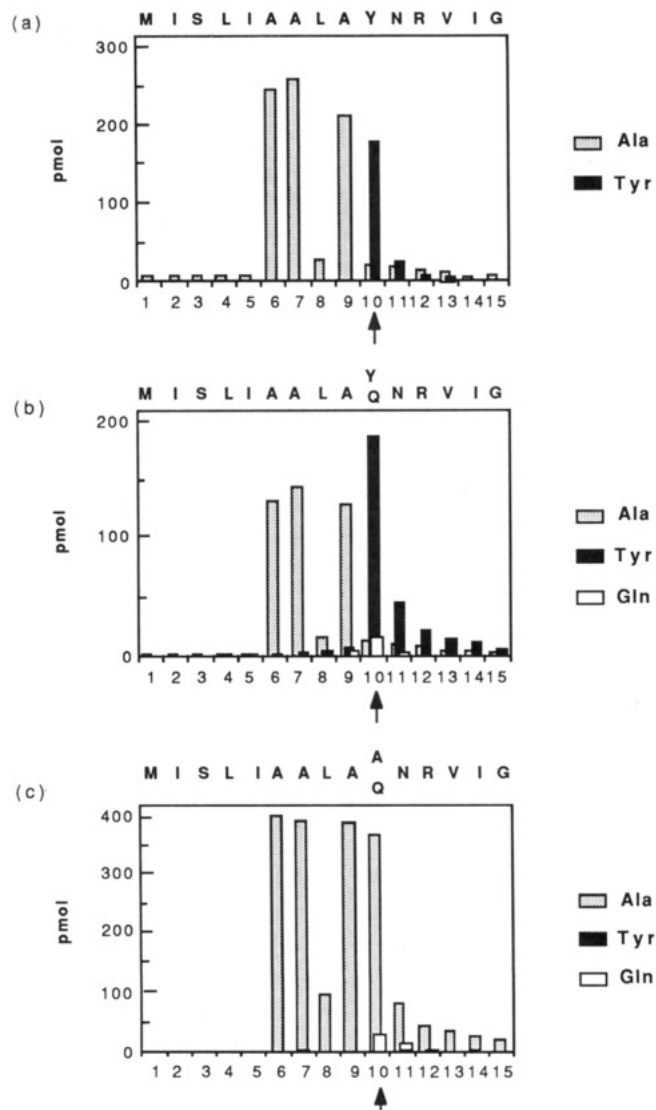 (a)
M I S L I A A L A Y N R V I G
300
200
100
0
pmol
1 2 3 4 5 6 7 8 9 10 11 12 13 14 15
Ala
Tyr
(b)
Y
M I S L I A A L A Q N R V I G
200
100
0
pmol
1 2 3 4 5 6 7 8 9 10 11 12 13 14 15
Ala
Tyr
Gln
(c)
A
M I S L I A A L A Q N R V I G
400
300
200
100
0
pmol
1 2 3 4 5 6 7 8 9 10 11 12 13 14 15
Ala
Tyr
Gln